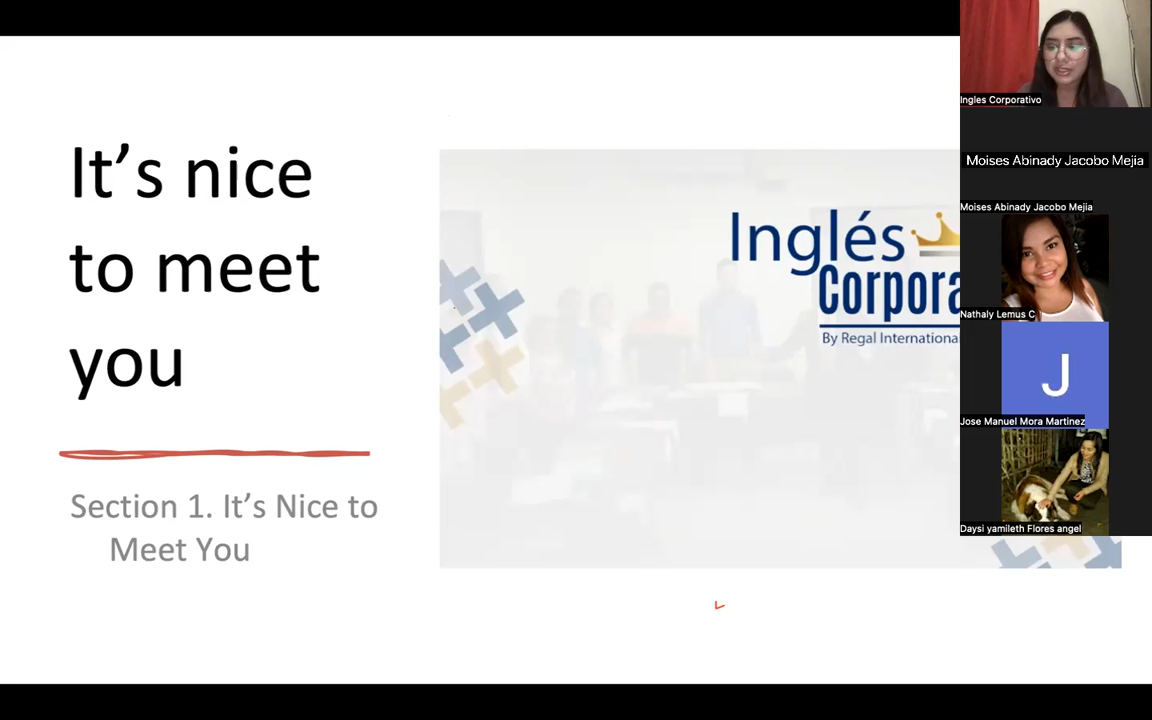 It’s nice
to meet
you
Section 1. It’s Nice to
Meet You
Inglés
Corpora
By Regal International
Ingles Corporativo
Moises Abinady Jacobo Mejia
Moises Abinady Jacobo Mejia
Nathaly Lemus C
J
Jose Manuel Mora Martinez
Daysi yamileth Flores angel